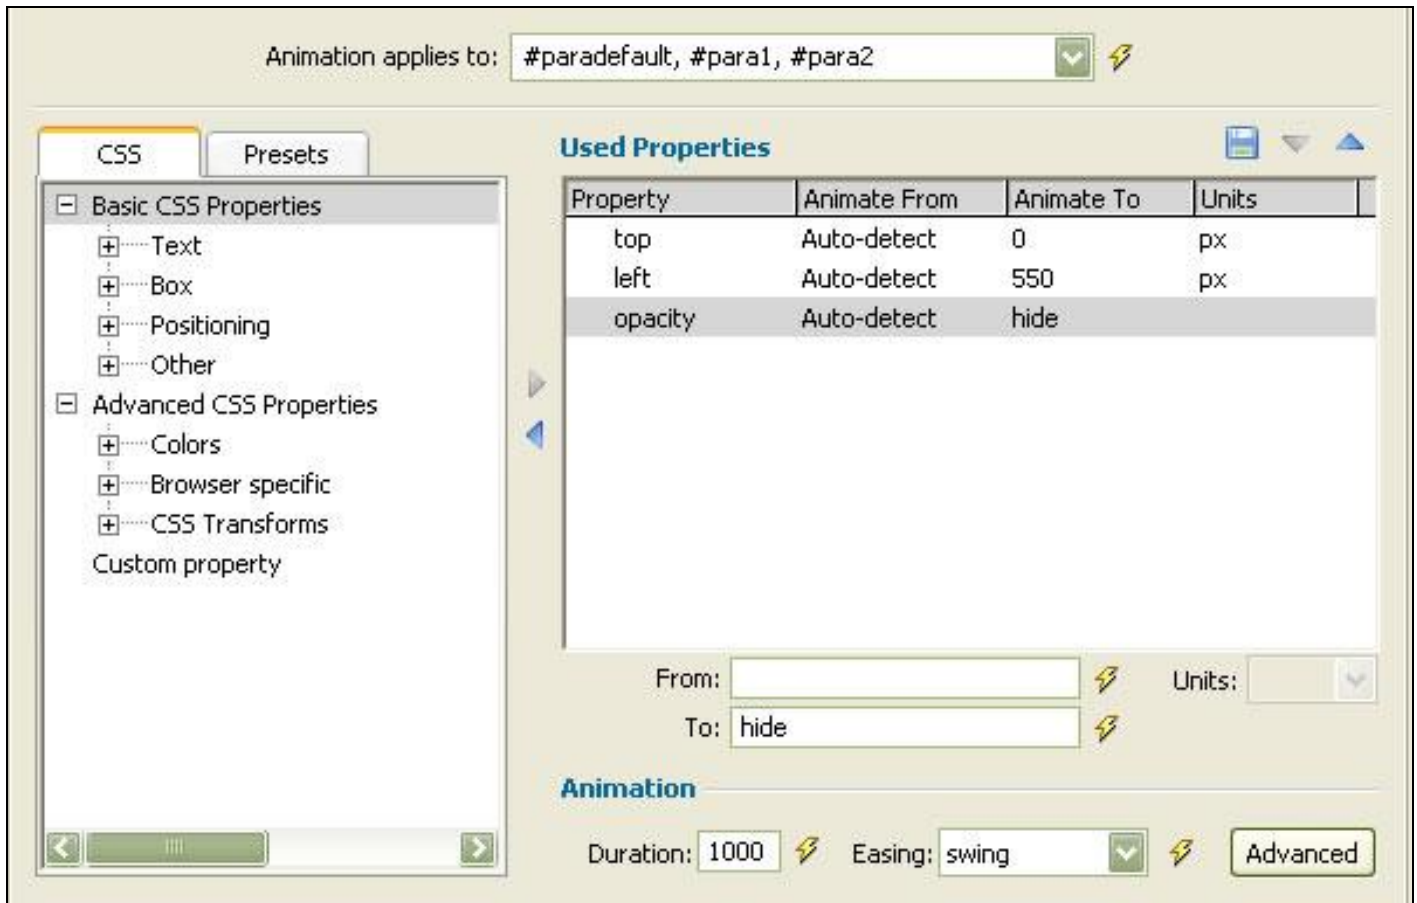 Animation applies to: #paradefault, #para1, #para2
CSS Presets
Basic CSS Properties
Text
Box
Positioning
Other
Advanced CSS Properties
Colors
Browser specific
CSS Transforms
Custom property
Used Properties
Property Animate From Animate To Units
top Auto-detect 0 px
left Auto-detect 550 px
opacity Auto-detect hide
From: Units:
To: hide
Animation
Duration: 1000 Easing: swing Advanced